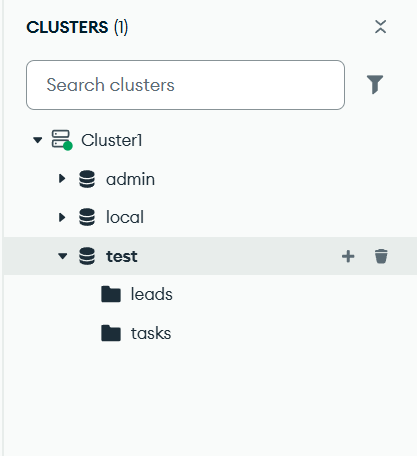 CLUSTERS (1)
Search clusters
Cluster1
admin
local
test
leads
tasks